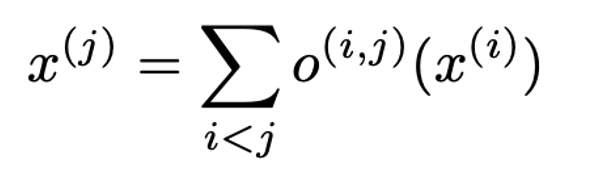 x^{(j)} = \sum_{i<j} o^{(i,j)}(x^{(i)})